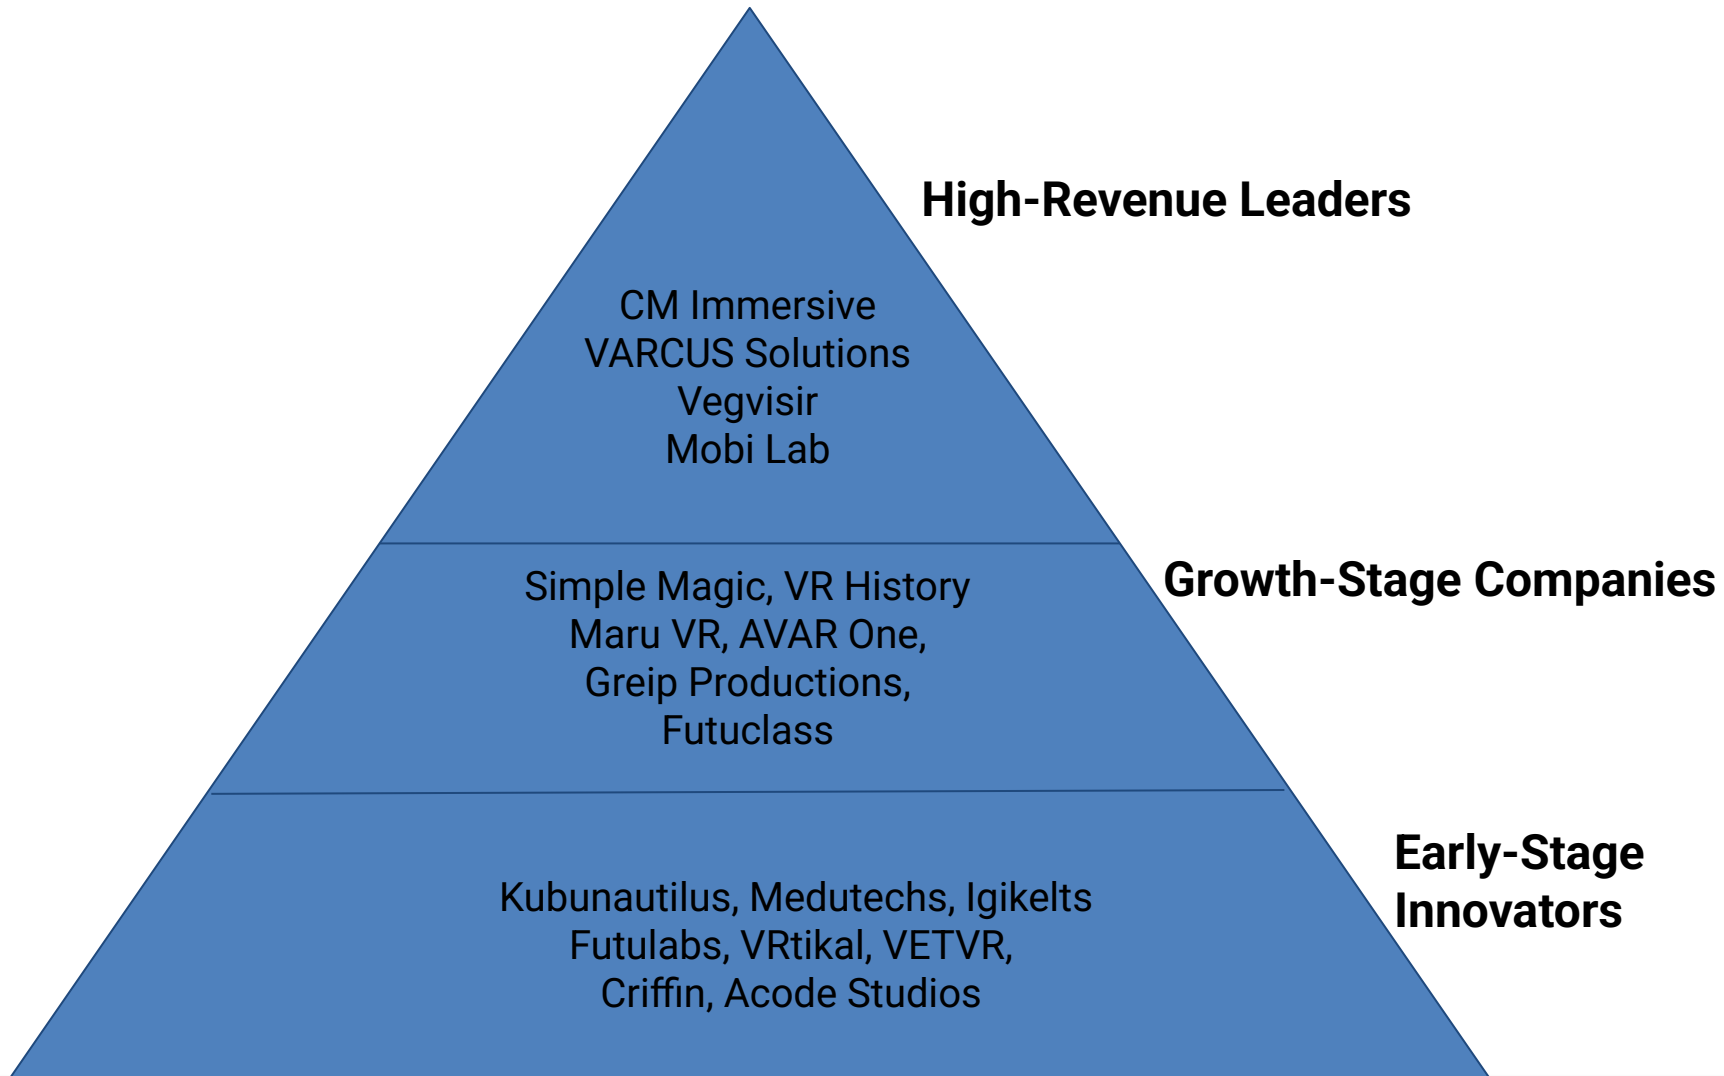 High-Revenue Leaders
CM Immersive
VARCUS Solutions
Vegvisir
Mobi Lab
Growth-Stage Companies
Simple Magic, VR History
Maru VR, AVAR One,
Greip Productions,
Futuclass
Early-Stage
Innovators
Kubunautilus, Medutechs, Igikelts
Futulabs, VRtikal, VETVR,
Criffin, Acode Studios